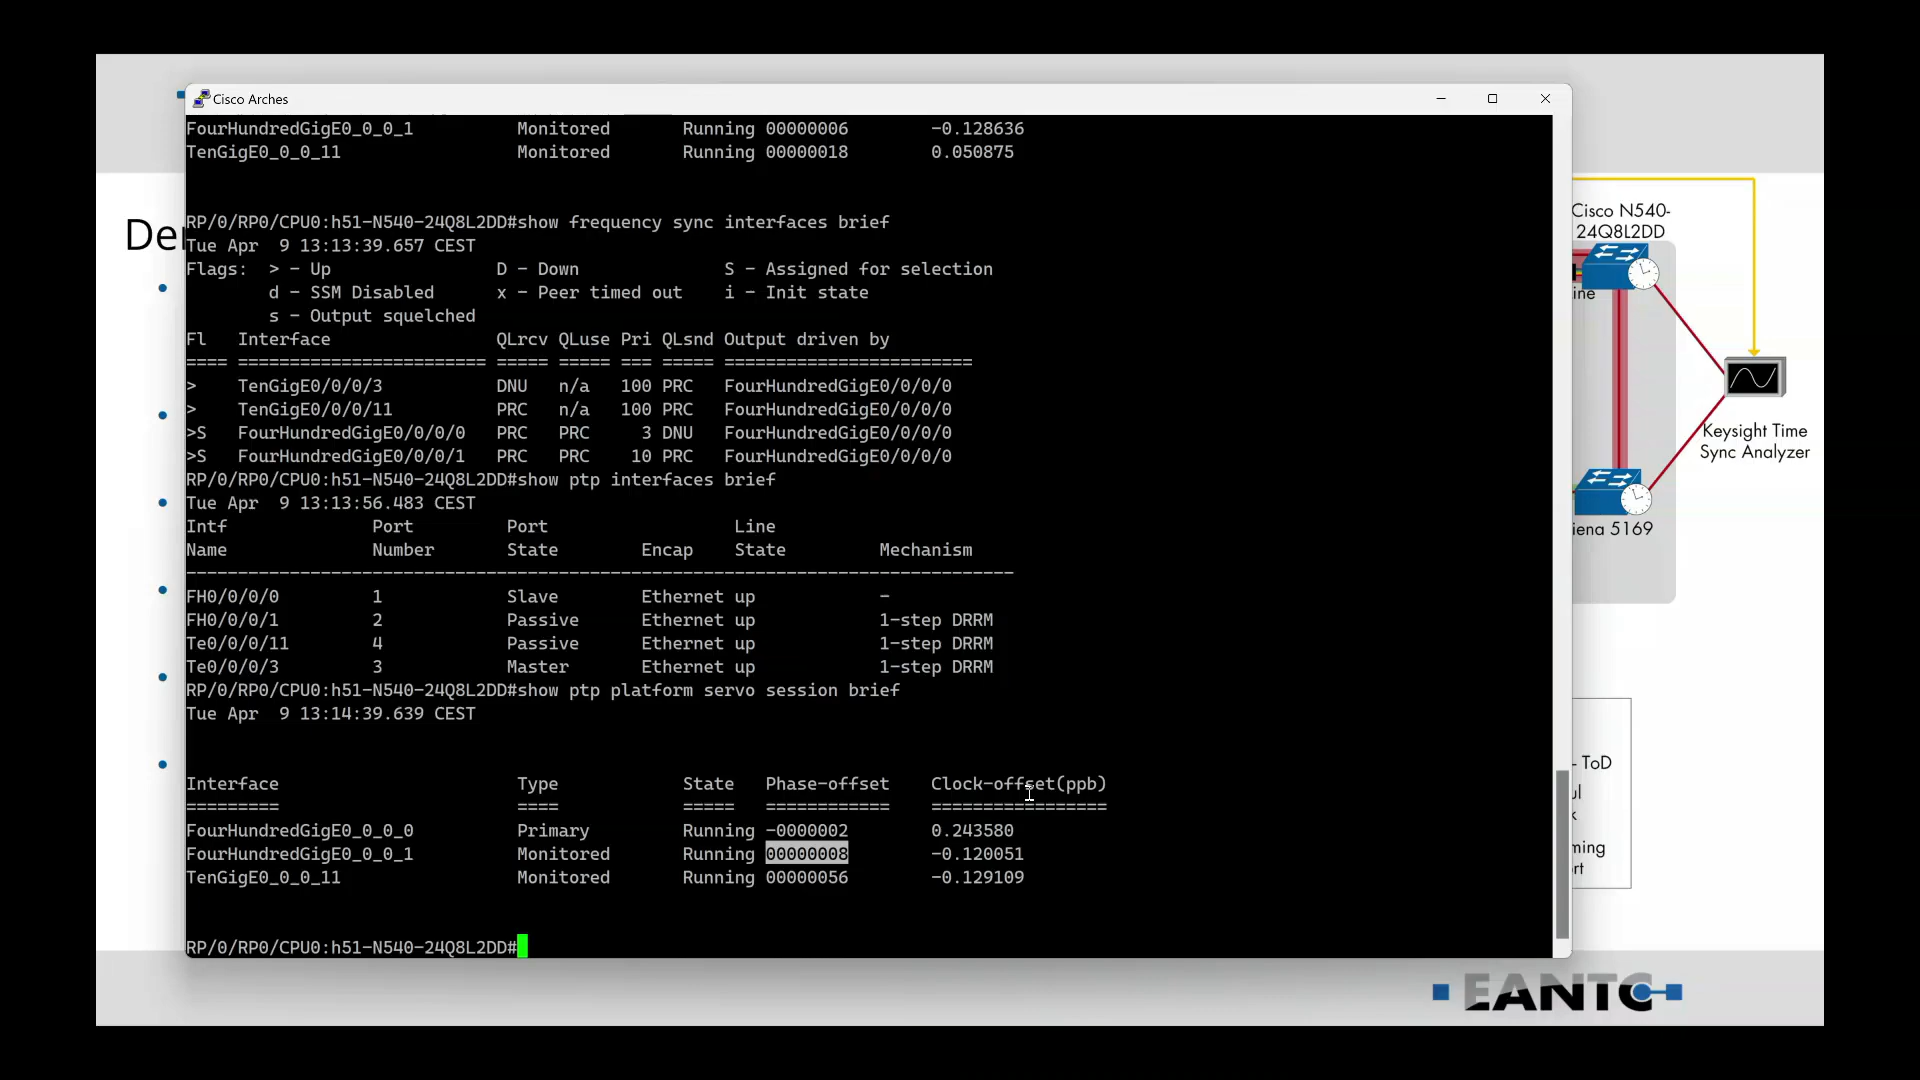 Cisco Arches
FourHundredGigE0_0_0_1 Monitored Running 00000006 -0.128636
TenGigE0_0_0_11 Monitored Running 00000018 0.050875
RP/0/RP0/CPU0:h51-N540-24Q8L2DD#show frequency sync interfaces brief
Tue Apr 9 13:13:39.657 CEST
Flags: > - Up D - Down S - Assigned for selection
d - SSM Disabled x - Peer timed out i - Init state
s - Output squelched
Fl Interface QLrcv QLuse Pri QLsnd Output driven by
==== ======================== ===== ===== === ===== ========================
> TenGigE0/0/0/3 DNU n/a 100 PRC FourHundredGigE0/0/0/0
> TenGigE0/0/0/11 PRC n/a 100 PRC FourHundredGigE0/0/0/0
>S FourHundredGigE0/0/0/0 PRC PRC 3 DNU FourHundredGigE0/0/0/0
>S FourHundredGigE0/0/0/1 PRC PRC 10 PRC FourHundredGigE0/0/0/0
RP/0/RP0/CPU0:h51-N540-24Q8L2DD#show ptp interfaces brief
Tue Apr 9 13:13:56.483 CEST
Intf Port Port Line
Name Number State Encap State Mechanism
--------------------------------------------------------------------------------
FH0/0/0/0 1 Slave Ethernet up -
FH0/0/0/1 2 Passive Ethernet up 1-step DRRM
Te0/0/0/11 4 Passive Ethernet up 1-step DRRM
Te0/0/0/3 3 Master Ethernet up 1-step DRRM
RP/0/RP0/CPU0:h51-N540-24Q8L2DD#show ptp platform servo session brief
Tue Apr 9 13:14:39.639 CEST
Interface Type State Phase-offset Clock-offset(ppb)
========= ==== ===== ============ =================
FourHundredGigE0_0_0_0 Primary Running -0000002 0.243580
FourHundredGigE0_0_0_1 Monitored Running 00000008 -0.120051
TenGigE0_0_0_11 Monitored Running 00000056 -0.129109
RP/0/RP0/CPU0:h51-N540-24Q8L2DD#
Cisco N540-
24Q8L2DD
Keysight Time
Sync Analyzer
iena 5169
- ToD
EANTC